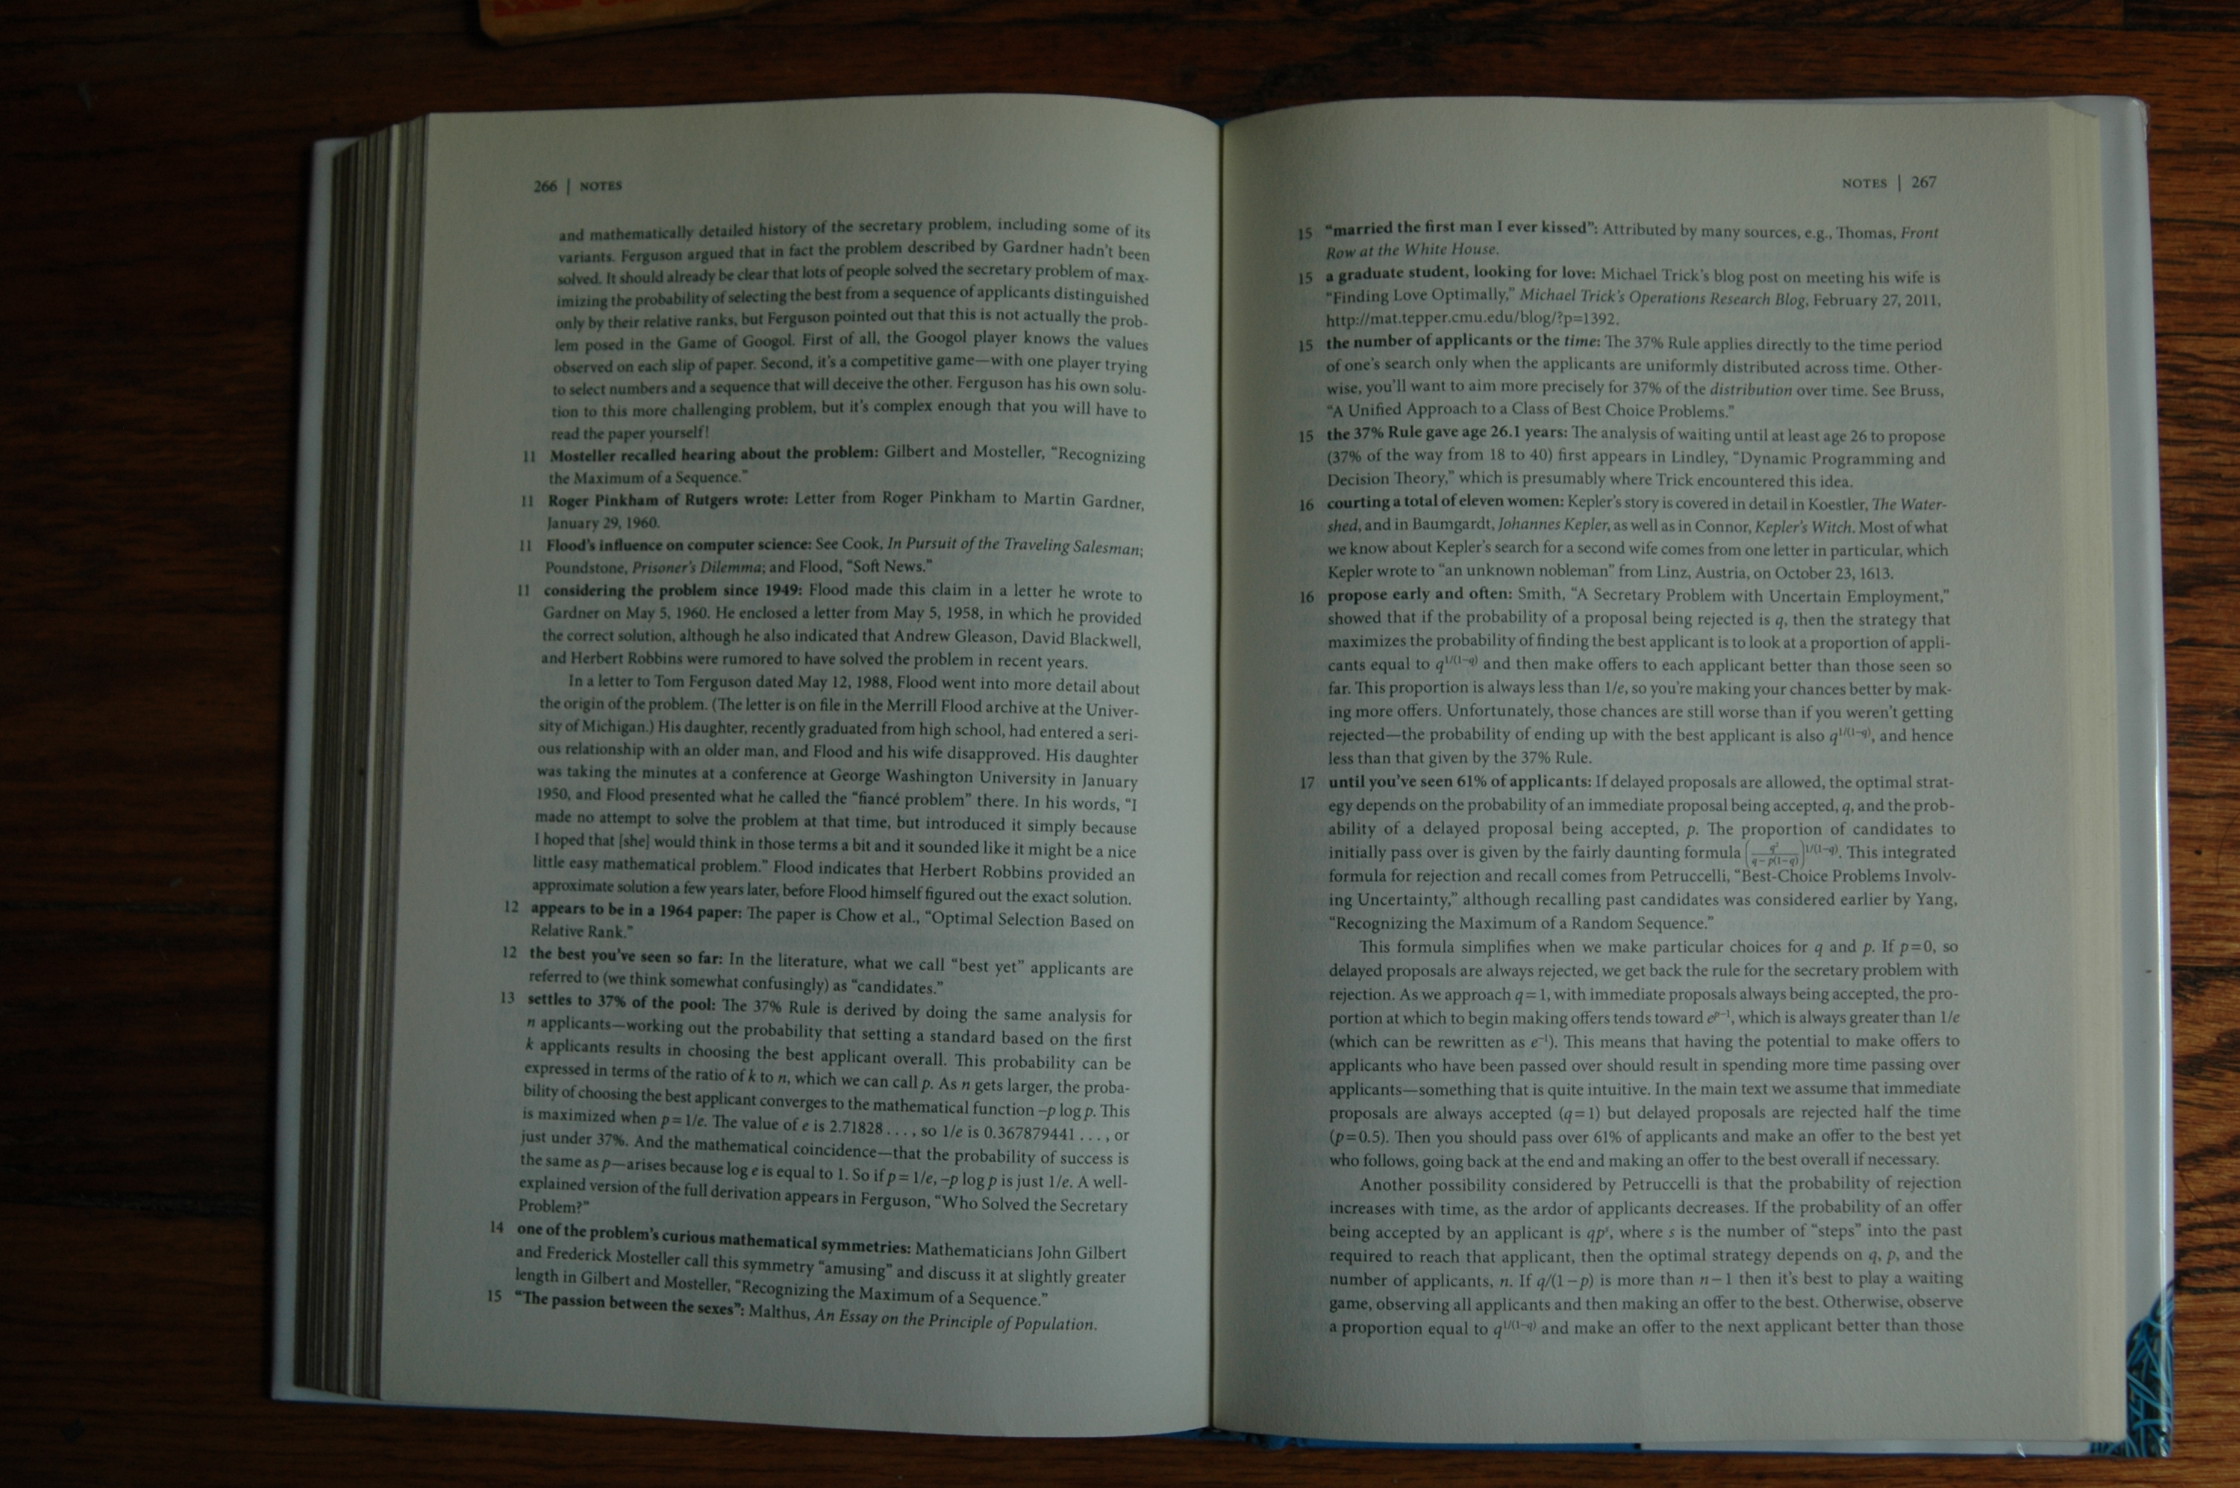 266 | NOTES
and mathematically detailed history of the secretary problem, including some of its
variants. Ferguson argued that in fact the problem described by Gardner hadn't been
solved. It should already be clear that lots of people solved the secretary problem of max-
imizing the probability of selecting the best from a sequence of applicants distinguished
only by their relative ranks, but Ferguson pointed out that this is not actually the prob-
lem posed in the Game of Googol. First of all, the Googol player knows the values
observed on each slip of paper. Second, it's a competitive game—with one player trying
to select numbers and a sequence that will deceive the other. Ferguson has his own solu-
tion to this more challenging problem, but it's complex enough that you will have to
read the paper yourself!
11 Mosteller recalled hearing about the problem: Gilbert and Mosteller, “Recognizing
the Maximum of a Sequence.”
11 Roger Pinkham of Rutgers wrote: Letter from Roger Pinkham to Martin Gardner,
January 29, 1960.
11 Flood's influence on computer science: See Cook, In Pursuit of the Traveling Salesman;
Poundstone, Prisoner's Dilemma; and Flood, “Soft News.”
11 considering the problem since 1949: Flood made this claim in a letter he wrote to
Gardner on May 5, 1960. He enclosed a letter from May 5, 1958, in which he provided
the correct solution, although he also indicated that Andrew Gleason, David Blackwell,
and Herbert Robbins were rumored to have solved the problem in recent years.
In a letter to Tom Ferguson dated May 12, 1988, Flood went into more detail about
the origin of the problem. (The letter is on file in the Merrill Flood archive at the Univer-
sity of Michigan.) His daughter, recently graduated from high school, had entered a seri-
ous relationship with an older man, and Flood and his wife disapproved. His daughter
was taking the minutes at a conference at George Washington University in January
1950, and Flood presented what he called the “fiancé problem” there. In his words, “I
made no attempt to solve the problem at that time, but introduced it simply because
I hoped that [she] would think in those terms a bit and it sounded like it might be a nice
little easy mathematical problem.” Flood indicates that Herbert Robbins provided an
approximate solution a few years later, before Flood himself figured out the exact solution.
12 appears to be in a 1964 paper: The paper is Chow et al., “Optimal Selection Based on
Relative Rank.”
12 the best you've seen so far: In the literature, what we call “best yet” applicants are
referred to (we think somewhat confusingly) as “candidates.”
13 settles to 37% of the pool: The 37% Rule is derived by doing the same analysis for
n applicants—working out the probability that setting a standard based on the first
k applicants results in choosing the best applicant overall. This probability can be
expressed in terms of the ratio of k to n, which we can call p. As n gets larger, the proba-
bility of choosing the best applicant converges to the mathematical function –p log p. This
is maximized when p = 1/e. The value of e is 2.71828 . . . , so 1/e is 0.367879441 . . . , or
just under 37%. And the mathematical coincidence—that the probability of success is
the same as p—arises because log e is equal to 1. So if p = 1/e, –p log p is just 1/e. A well-
explained version of the full derivation appears in Ferguson, “Who Solved the Secretary
Problem?”
14 one of the problem's curious mathematical symmetries: Mathematicians John Gilbert
and Frederick Mosteller call this symmetry “amusing” and discuss it at slightly greater
length in Gilbert and Mosteller, “Recognizing the Maximum of a Sequence.”
15 “The passion between the sexes”: Malthus, An Essay on the Principle of Population.
NOTES | 267
15 “married the first man I ever kissed”: Attributed by many sources, e.g., Thomas, Front
Row at the White House.
15 a graduate student, looking for love: Michael Trick's blog post on meeting his wife is
“Finding Love Optimally,” Michael Trick's Operations Research Blog, February 27, 2011,
http://mat.tepper.cmu.edu/blog/?p=1392.
15 the number of applicants or the time: The 37% Rule applies directly to the time period
of one's search only when the applicants are uniformly distributed across time. Other-
wise, you'll want to aim more precisely for 37% of the distribution over time. See Bruss,
“A Unified Approach to a Class of Best Choice Problems.”
15 the 37% Rule gave age 26.1 years: The analysis of waiting until at least age 26 to propose
(37% of the way from 18 to 40) first appears in Lindley, “Dynamic Programming and
Decision Theory,” which is presumably where Trick encountered this idea.
16 courting a total of eleven women: Kepler's story is covered in detail in Koestler, The Water-
shed, and in Baumgardt, Johannes Kepler, as well as in Connor, Kepler's Witch. Most of what
we know about Kepler's search for a second wife comes from one letter in particular, which
Kepler wrote to “an unknown nobleman” from Linz, Austria, on October 23, 1613.
16 propose early and often: Smith, “A Secretary Problem with Uncertain Employment,”
showed that if the probability of a proposal being rejected is q, then the strategy that
maximizes the probability of finding the best applicant is to look at a proportion of appli-
cants equal to q^1/(1–q) and then make offers to each applicant better than those seen so
far. This proportion is always less than 1/e, so you're making your chances better by mak-
ing more offers. Unfortunately, those chances are still worse than if you weren't getting
rejected—the probability of ending up with the best applicant is also q^1/(1–q), and hence
less than that given by the 37% Rule.
17 until you've seen 61% of applicants: If delayed proposals are allowed, the optimal strat-
egy depends on the probability of an immediate proposal being accepted, q, and the prob-
ability of a delayed proposal being accepted, p. The proportion of candidates to
initially pass over is given by the fairly daunting formula (q²/(q–p(1–q)))^1/(1–q). This integrated
formula for rejection and recall comes from Petruccelli, “Best-Choice Problems Involv-
ing Uncertainty,” although recalling past candidates was considered earlier by Yang,
“Recognizing the Maximum of a Random Sequence.”
This formula simplifies when we make particular choices for q and p. If p=0, so
delayed proposals are always rejected, we get back the rule for the secretary problem with
rejection. As we approach q=1, with immediate proposals always being accepted, the pro-
portion at which to begin making offers tends toward e^p–1, which is always greater than 1/e
(which can be rewritten as e^–1). This means that having the potential to make offers to
applicants who have been passed over should result in spending more time passing over
applicants—something that is quite intuitive. In the main text we assume that immediate
proposals are always accepted (q=1) but delayed proposals are rejected half the time
(p=0.5). Then you should pass over 61% of applicants and make an offer to the best yet
who follows, going back at the end and making an offer to the best overall if necessary.
Another possibility considered by Petruccelli is that the probability of rejection
increases with time, as the ardor of applicants decreases. If the probability of an offer
being accepted by an applicant is qp^s, where s is the number of “steps” into the past
required to reach that applicant, then the optimal strategy depends on q, p, and the
number of applicants, n. If q/(1–p) is more than n–1 then it's best to play a waiting
game, observing all applicants and then making an offer to the best. Otherwise, observe
a proportion equal to q^1/(1–q) and make an offer to the next applicant better than those